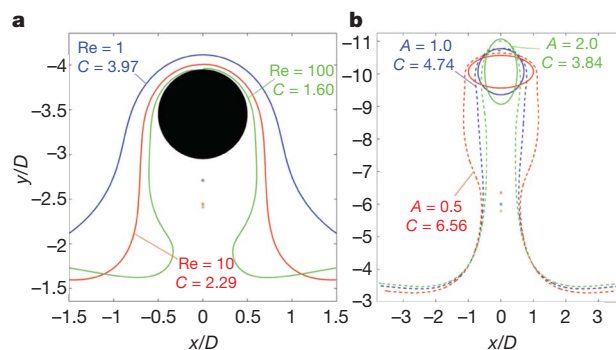 a
Re = 1
C = 3.97
Re = 100
C = 1.60
Re = 10
C = 2.29
y/D
-4
-3.5
-3
-2.5
-2
-1.5
-1.5
-1
-0.5
0
0.5
1
1.5
x/D
b
A = 1.0
C = 4.74
A = 2.0
C = 3.84
A = 0.5
C = 6.56
-11
-11
-10
-9
-8
-7
-6
-5
-4
-3
-3
-2
-1
0
1
2
3
x/D